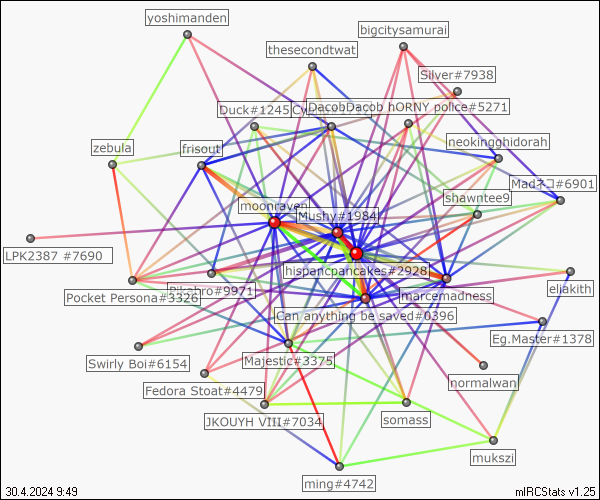 yoshimanden
bigcitysamurai
thesecondtwat
Silver#7938
Duck#1245
DacobDacob hORNY police#5271
zebula
frisout
neokingghidorah
Madネコ#6901
shawntee9
moonraven
Mushy#1984
LPK2387 #7690
hispancpancakes#2928
Pikabro#9971
Pocket Persona#3326
marcemadness
eljakith
Can anything be saved#0396
Eg.Master#1378
Swirly Boi#6154
Majestic#3375
normalwan
Fedora Stoat#4479
JKOUYH VIII#7034
somass
mukszi
ming#4742
30.4.2024 9:49
mIRCStats v1.25